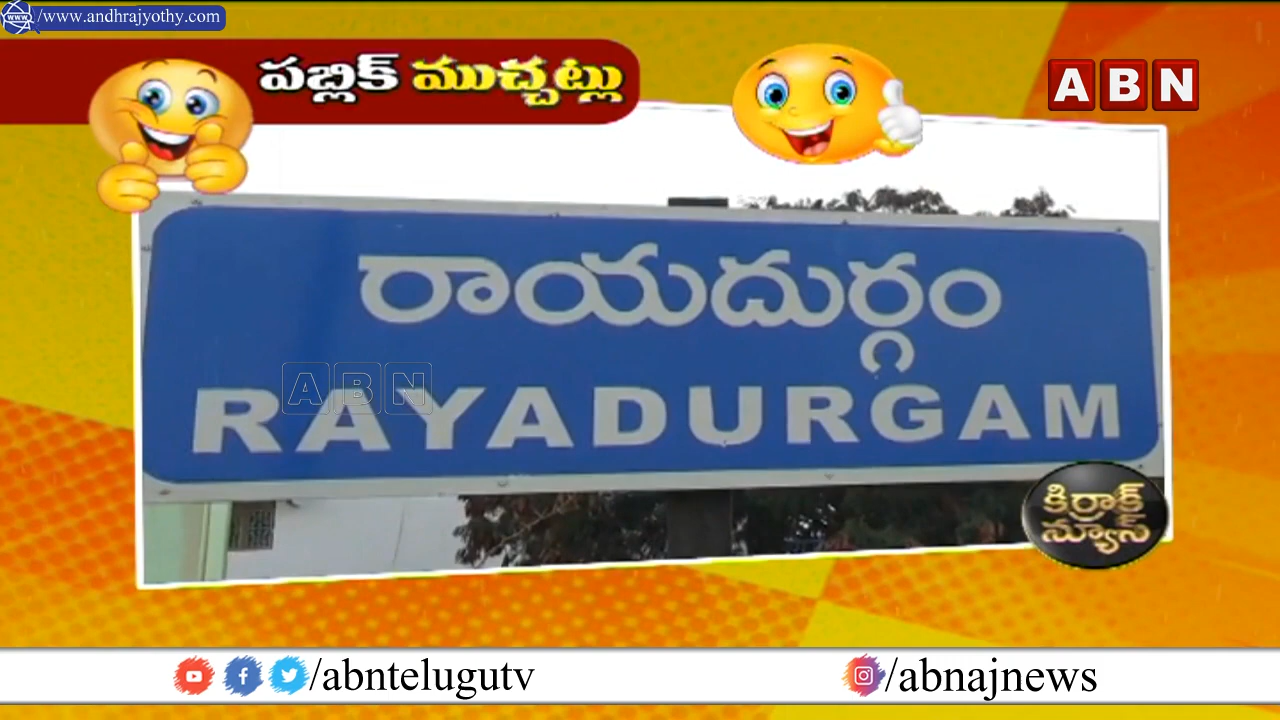 /www.andhrajyothy.com
పబ్లిక్ ముచ్చట్లు
ABN
రాయదుర్గం
ABN
RAYADURGAM
కిర్రాక్
న్యూస్
/abntelugutv
/abnajnews